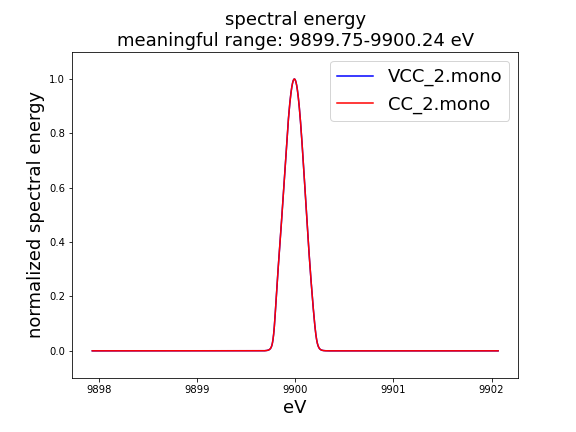 spectral energy
meaningful range: 9899.75-9900.24 eV
VCC_2.mono
CC_2.mono
normalized spectral energy
1.0
0.8
0.6
0.4
0.2
0.0
9898 9899 9900 9901 9902
eV